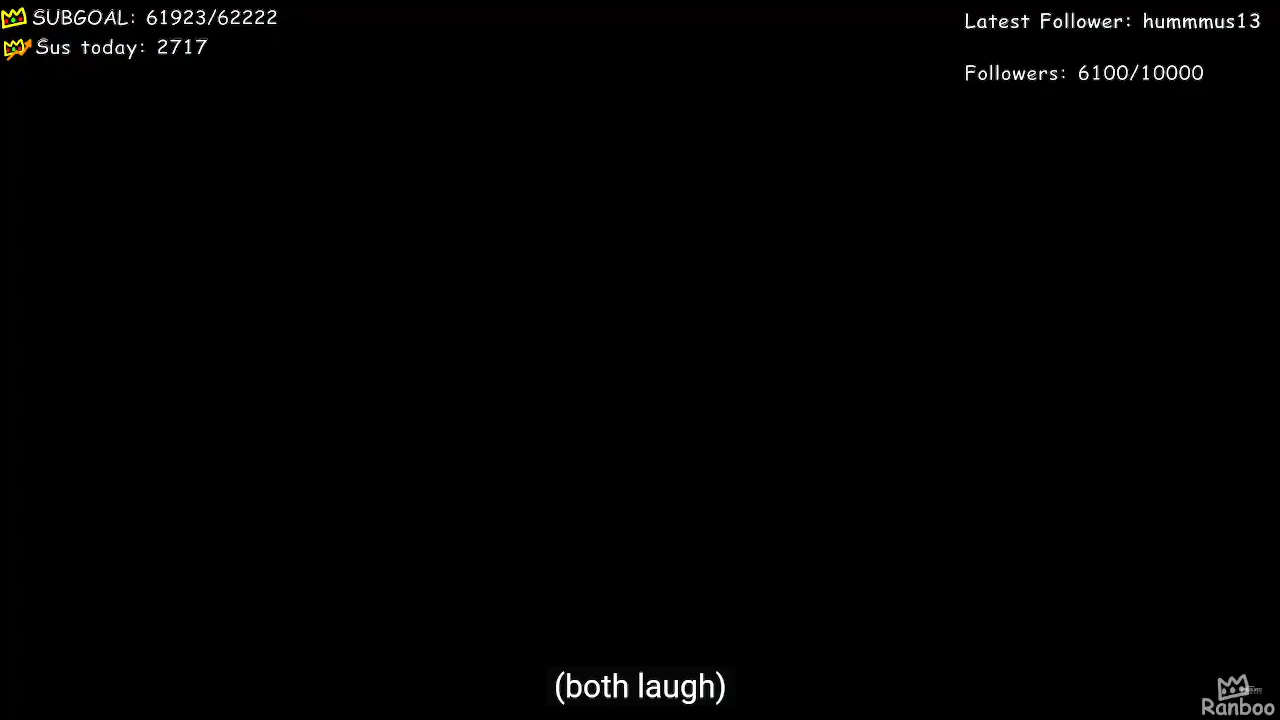 SUBGOAL: 61923/62222
Sus today: 2717
Latest Follower: hummmus13
Followers: 6100/10000
(both laugh)
Ranboo